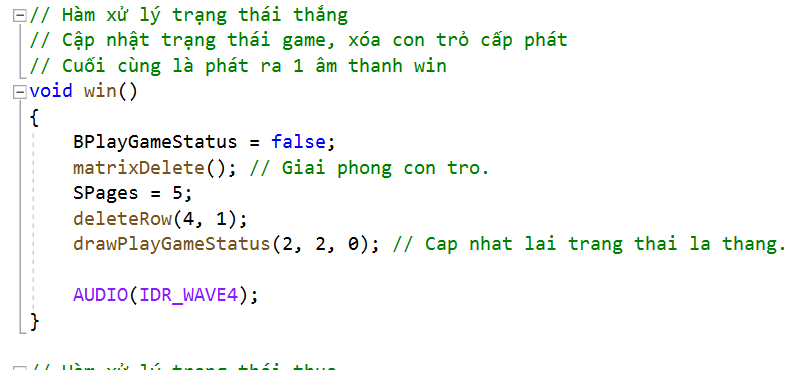 // Hàm xử lý trạng thái thắng
// Cập nhật trạng thái game, xóa con trỏ cấp phát
// Cuối cùng là phát ra 1 âm thanh win
void win()
{
BPlayGameStatus = false;
matrixDelete(); // Giai phong con tro.
SPages = 5;
deleteRow(4, 1);
drawPlayGameStatus(2, 2, 0); // Cap nhat lai trang thai la thang.
AUDIO(IDR_WAVE4);
}
// Hàm xử lý trạng thái thua